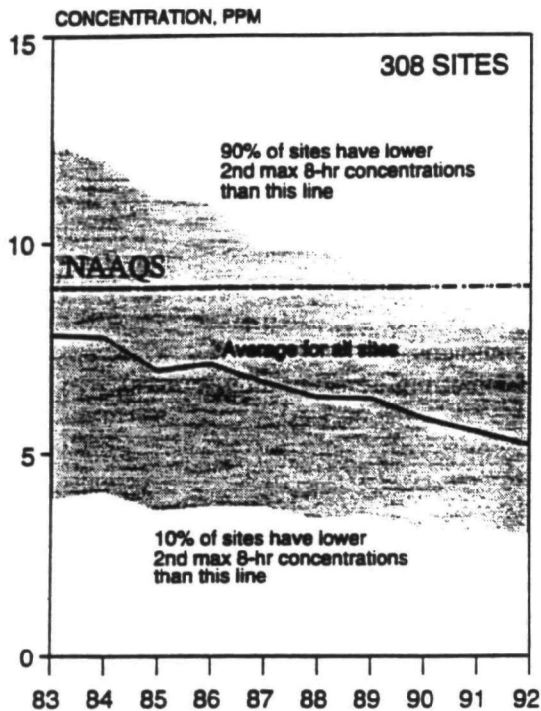 CONCENTRATION, PPM
15
308 SITES
90% of sites have lower
2nd max 8-hr concentrations
than this line
10
NAAQS
Average for all sites
5
10% of sites have lower
2nd max 8-hr concentrations
than this line
0
83 84 85 86 87 88 89 90 91 92